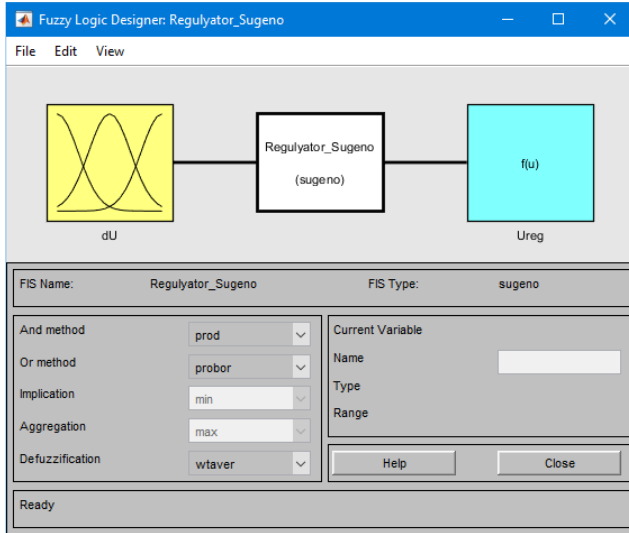 Fuzzy Logic Designer: Regulyator_Sugeno
File Edit View
Regulyator_Sugeno
(sugeno)
f(u)
dU
Ureg
FIS Name: Regulyator_Sugeno FIS Type: sugeno
And method prod
Or method probor
Implication min
Aggregation max
Defuzzification wtaver
Current Variable
Name
Type
Range
Help Close
Ready